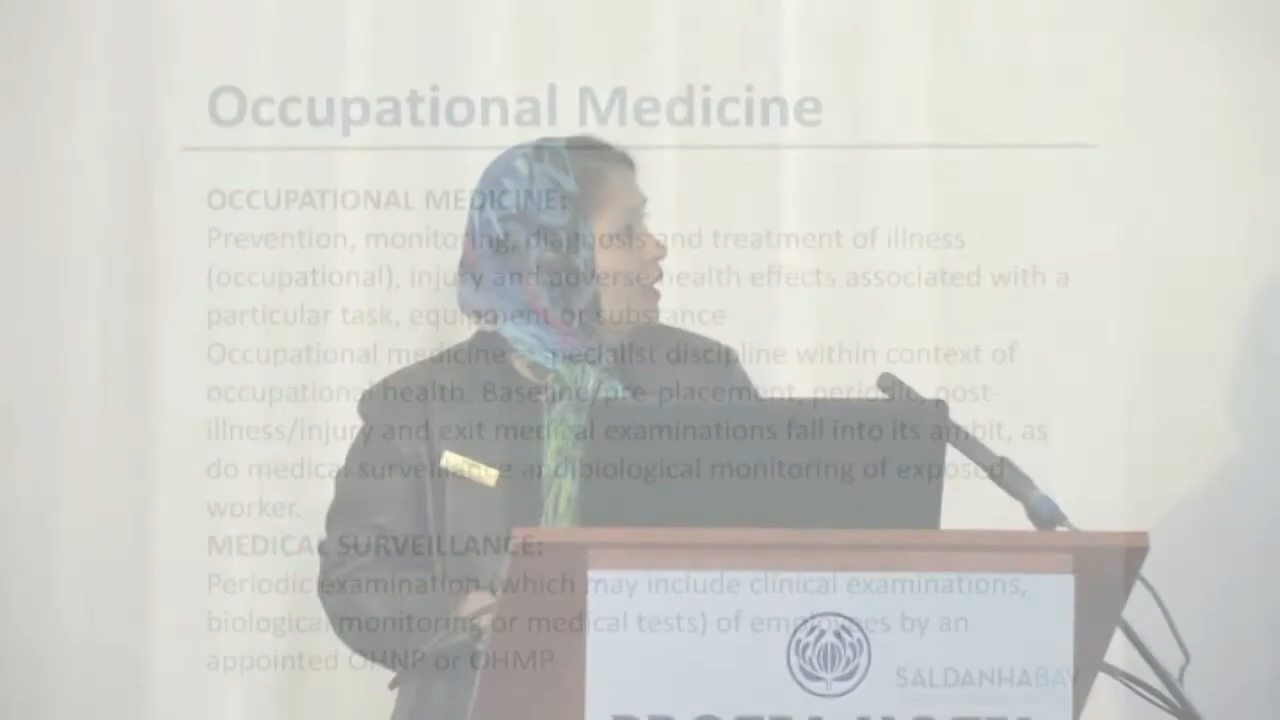 Occupational Medicine
OCCUPATIONAL MEDICINE:
Prevention, monitoring, diagnosis and treatment of illness
(occupational), injury and adverse health effects associated with a
particular task, equipment or substance
Occupational medicine = specialist discipline within context of
occupational health. Baseline/pre-placement, periodic, post-
illness/injury and exit medical examinations fall into its ambit, as
do medical surveillance and biological monitoring of exposed
worker.
MEDICAL SURVEILLANCE:
Periodic examination (which may include clinical examinations,
biological monitoring or medical tests) of employees by an
appointed OHNP or OHMP
SALDANHABAY